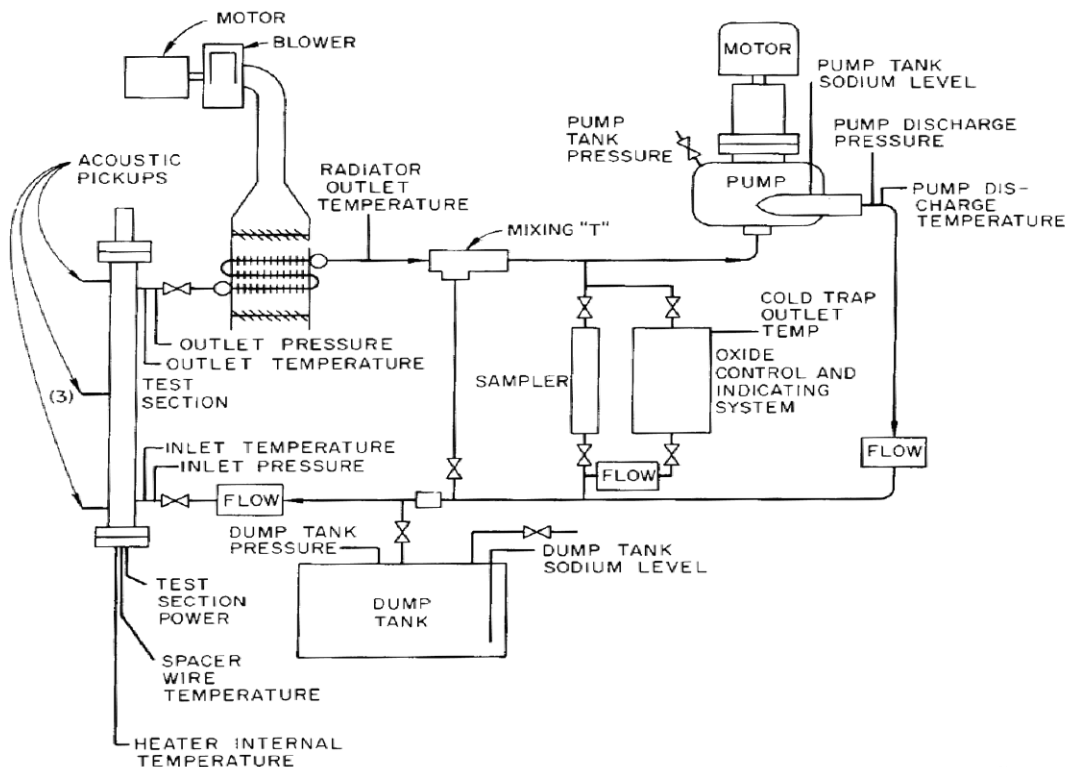 MOTOR
BLOWER
MOTOR
PUMP TANK
SODIUM LEVEL
PUMP
TANK
PRESSURE
PUMP DISCHARGE
PRESSURE
ACOUSTIC
PICKUPS
RADIATOR
OUTLET
TEMPERATURE
PUMP
PUMP DIS-
CHARGE
TEMPERATURE
MIXING "T"
COLD TRAP
OUTLET
TEMP
OUTLET PRESSURE
OUTLET TEMPERATURE
TEST
SECTION
(3)
SAMPLER
OXIDE
CONTROL AND
INDICATING
SYSTEM
INLET TEMPERATURE
INLET PRESSURE
FLOW
FLOW
FLOW
DUMP TANK
PRESSURE
DUMP TANK
SODIUM LEVEL
DUMP
TANK
TEST
SECTION
POWER
SPACER
WIRE
TEMPERATURE
HEATER INTERNAL
TEMPERATURE